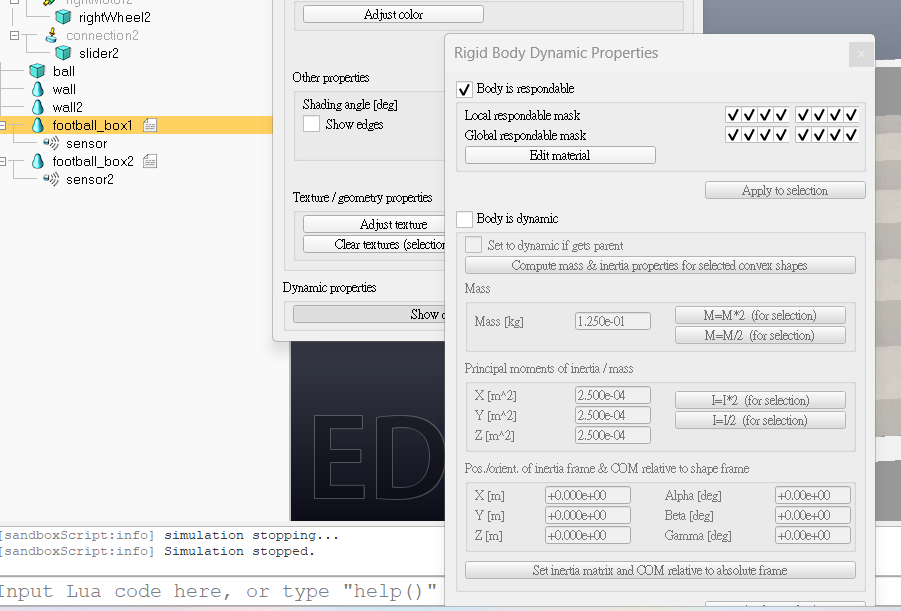 rightMotor2
rightWheel2
connection2
slider2
ball
wall
wall2
football_box1
sensor
football_box2
sensor2
Adjust color
Other properties
Shading angle [deg]
Show edges
Texture / geometry properties
Adjust texture
Clear textures (selection
Dynamic properties
Show d
Rigid Body Dynamic Properties
Body is respondable
Local respondable mask
Global respondable mask
Edit material
Apply to selection
Body is dynamic
Set to dynamic if gets parent
Compute mass & inertia properties for selected convex shapes
Mass
Mass [kg] 1.250e-01 M=M*2 (for selection)
M=M/2 (for selection)
Principal moments of inertia / mass
X [m^2] 2.500e-04 I=I*2 (for selection)
Y [m^2] 2.500e-04 I=I/2 (for selection)
Z [m^2] 2.500e-04
Pos./orient. of inertia frame & COM relative to shape frame
X [m] +0.000e+00 Alpha [deg] +0.00e+00
Y [m] +0.000e+00 Beta [deg] +0.00e+00
Z [m] +0.000e+00 Gamma [deg] +0.00e+00
Set inertia matrix and COM relative to absolute frame
ED
[sandboxScript:info] simulation stopping...
[sandboxScript:info] Simulation stopped.
Input Lua code here, or type "help()"